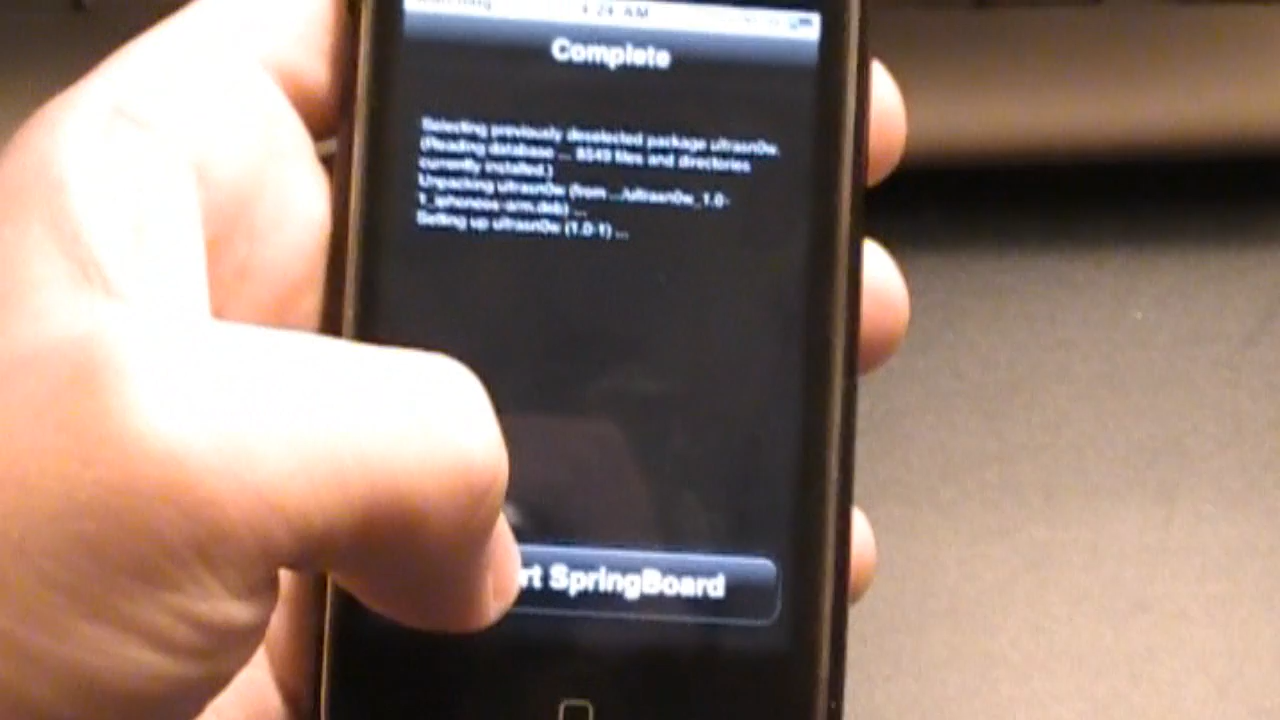 AM
Complete
Selecting previously deselected package ultrasn0w.
(Reading database ... files and directories
currently installed.)
Unpacking ultrasn0w (from .../ultrasn0w_1.0-
1_iphoneos-arm.deb) ...
Setting up ultrasn0w (1.0-1) ...
rt SpringBoard